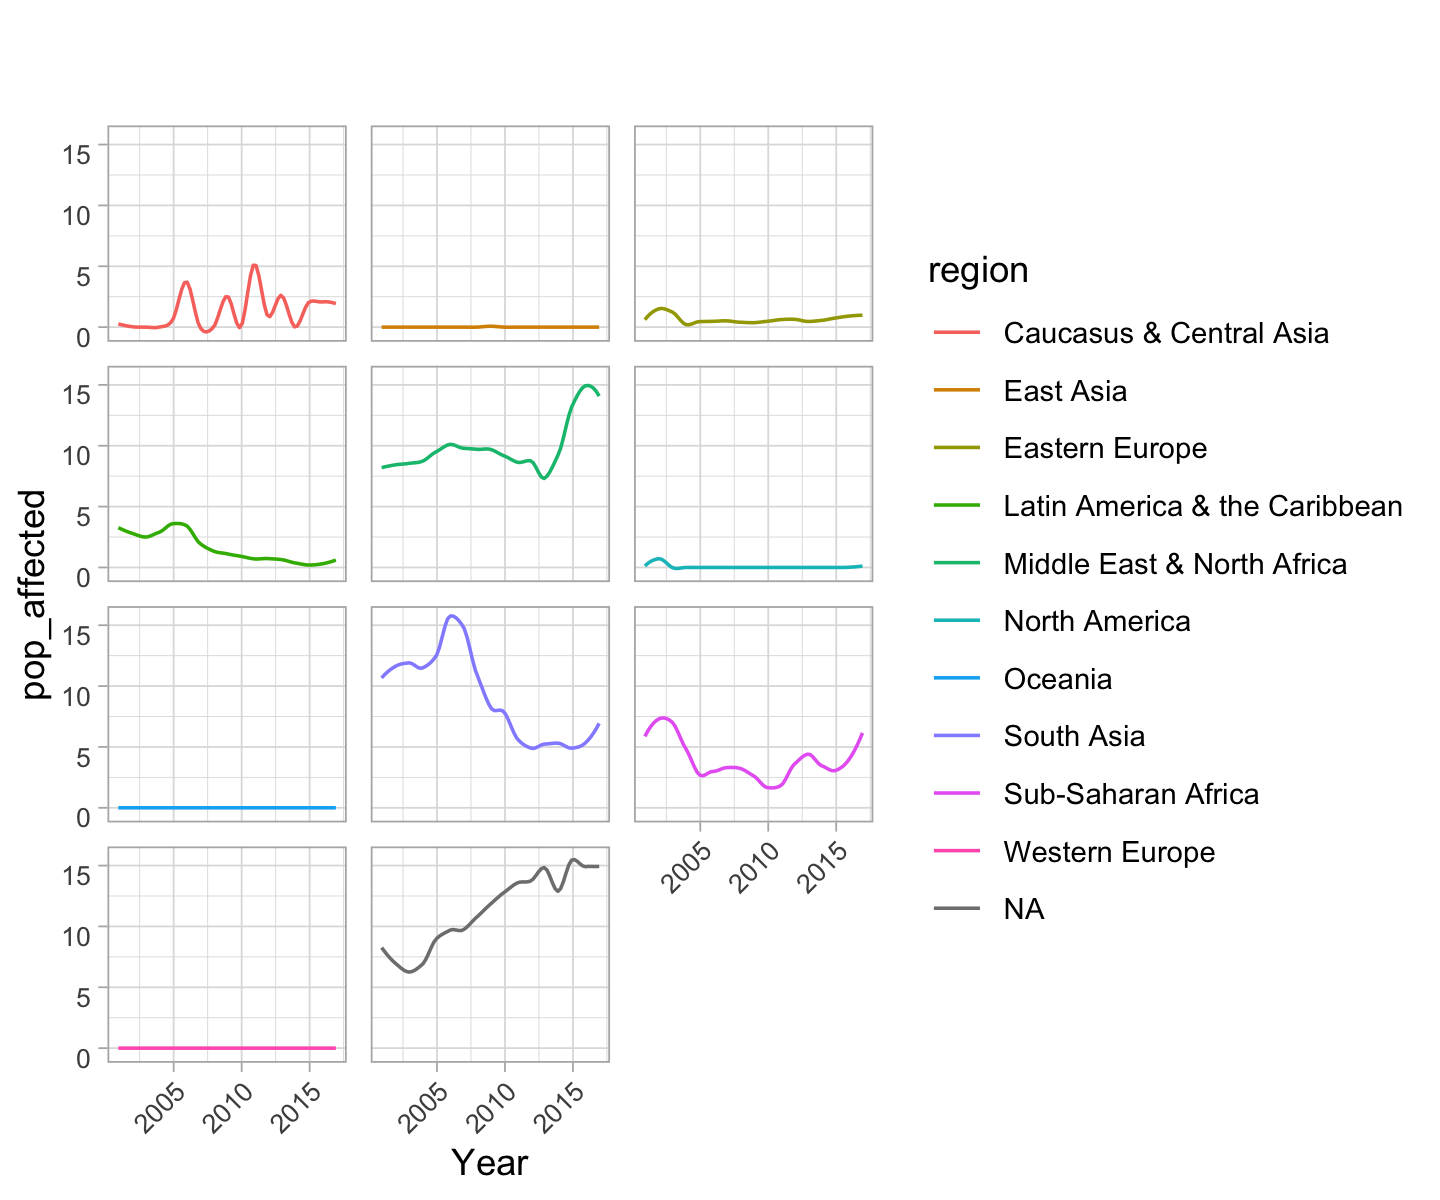 15
10
5
0
15
10
5
0
15
10
5
0
2005
2010
2015
15
10
5
0
2005
2010
2015
2005
2010
2015
Year
pop_affected
region
Caucasus & Central Asia
East Asia
Eastern Europe
Latin America & the Caribbean
Middle East & North Africa
North America
Oceania
South Asia
Sub-Saharan Africa
Western Europe
NA